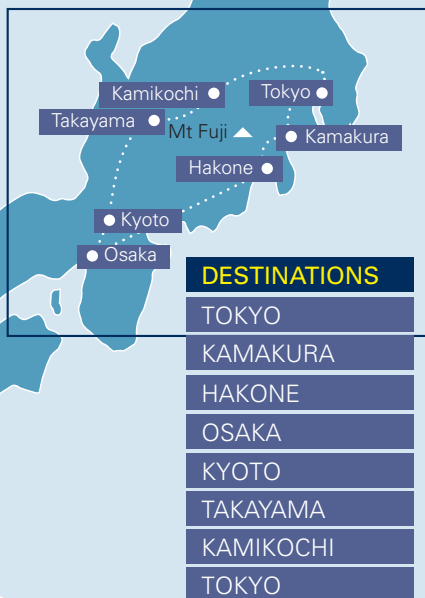 Kamikochi
Tokyo
Takayama
Mt Fuji
Kamakura
Hakone
Kyoto
Osaka
DESTINATIONS
TOKYO
KAMAKURA
HAKONE
OSAKA
KYOTO
TAKAYAMA
KAMIKOCHI
TOKYO